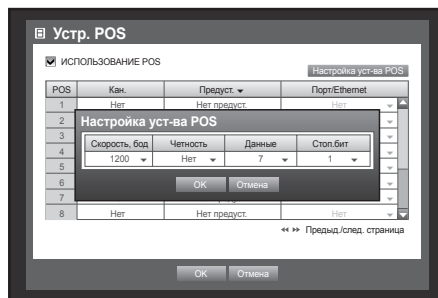 Устр. POS
ИСПОЛЬЗОВАНИЕ POS
Настройка уст-ва POS
POS Кан. Предуст. Порт/Ethernet
1 Нет Нет предуст. Нет
2
Настройка уст-ва POS
3
Скорость, бод Четность Данные Стоп.бит
4
1200 Нет 7 1
5
6
OK Отмена
7
8 Нет Нет предуст. Нет
Предыд./след. страница
OK Отмена